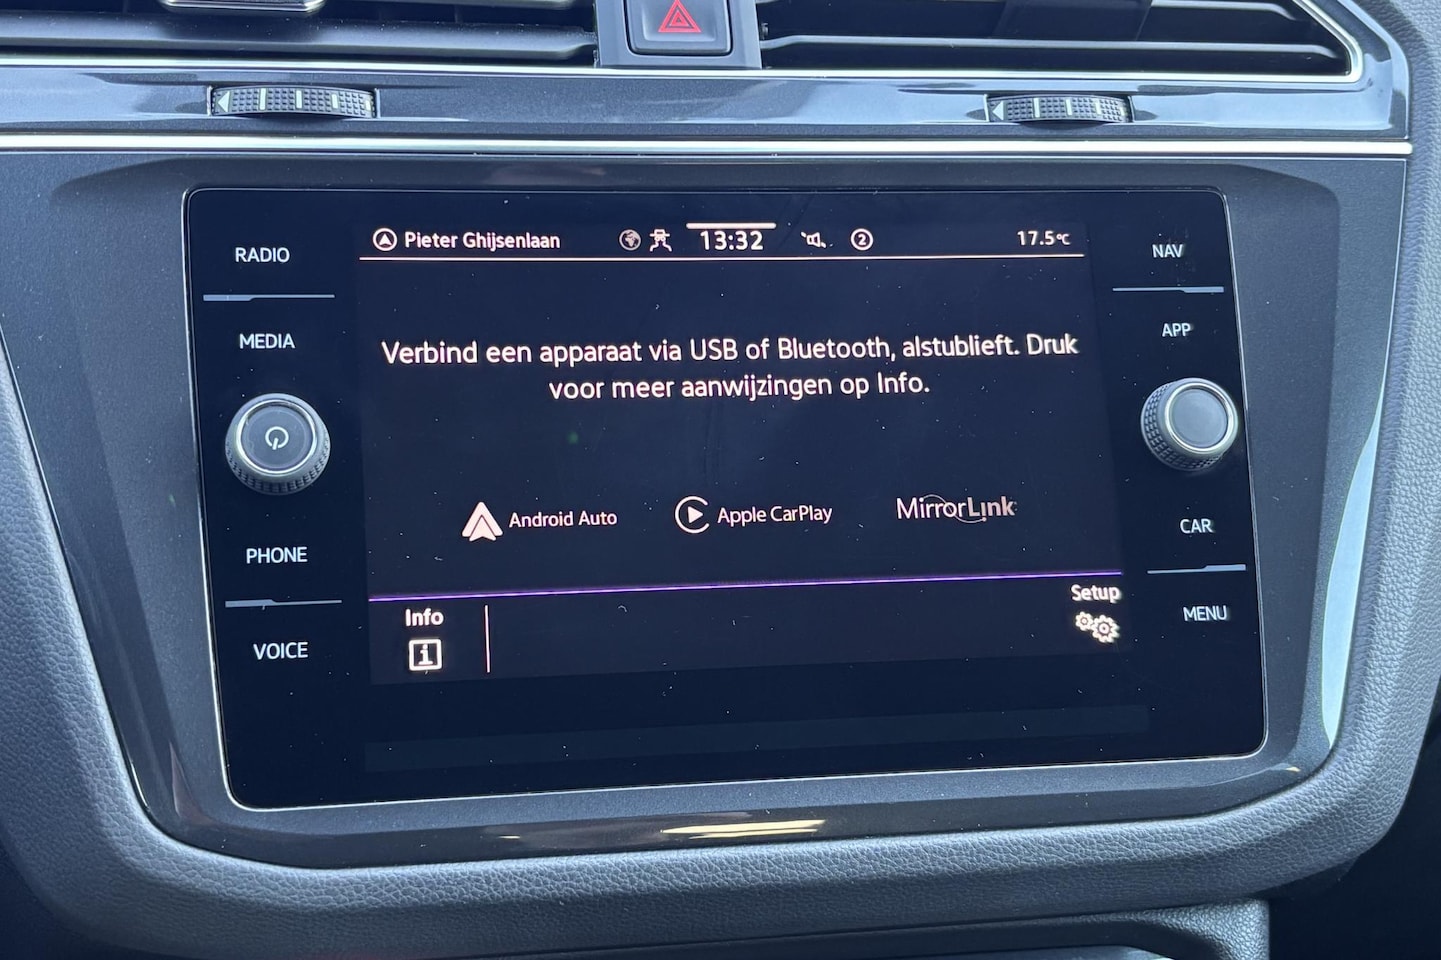 RADIO
MEDIA
PHONE
VOICE
Pieter Ghijsenlaan
13:32
2
17.5°C
Verbind een apparaat via USB of Bluetooth, alstublieft. Druk
voor meer aanwijzingen op Info.
Android Auto
Apple CarPlay
MirrorLink
Info
i
Setup
NAV
APP
CAR
MENU